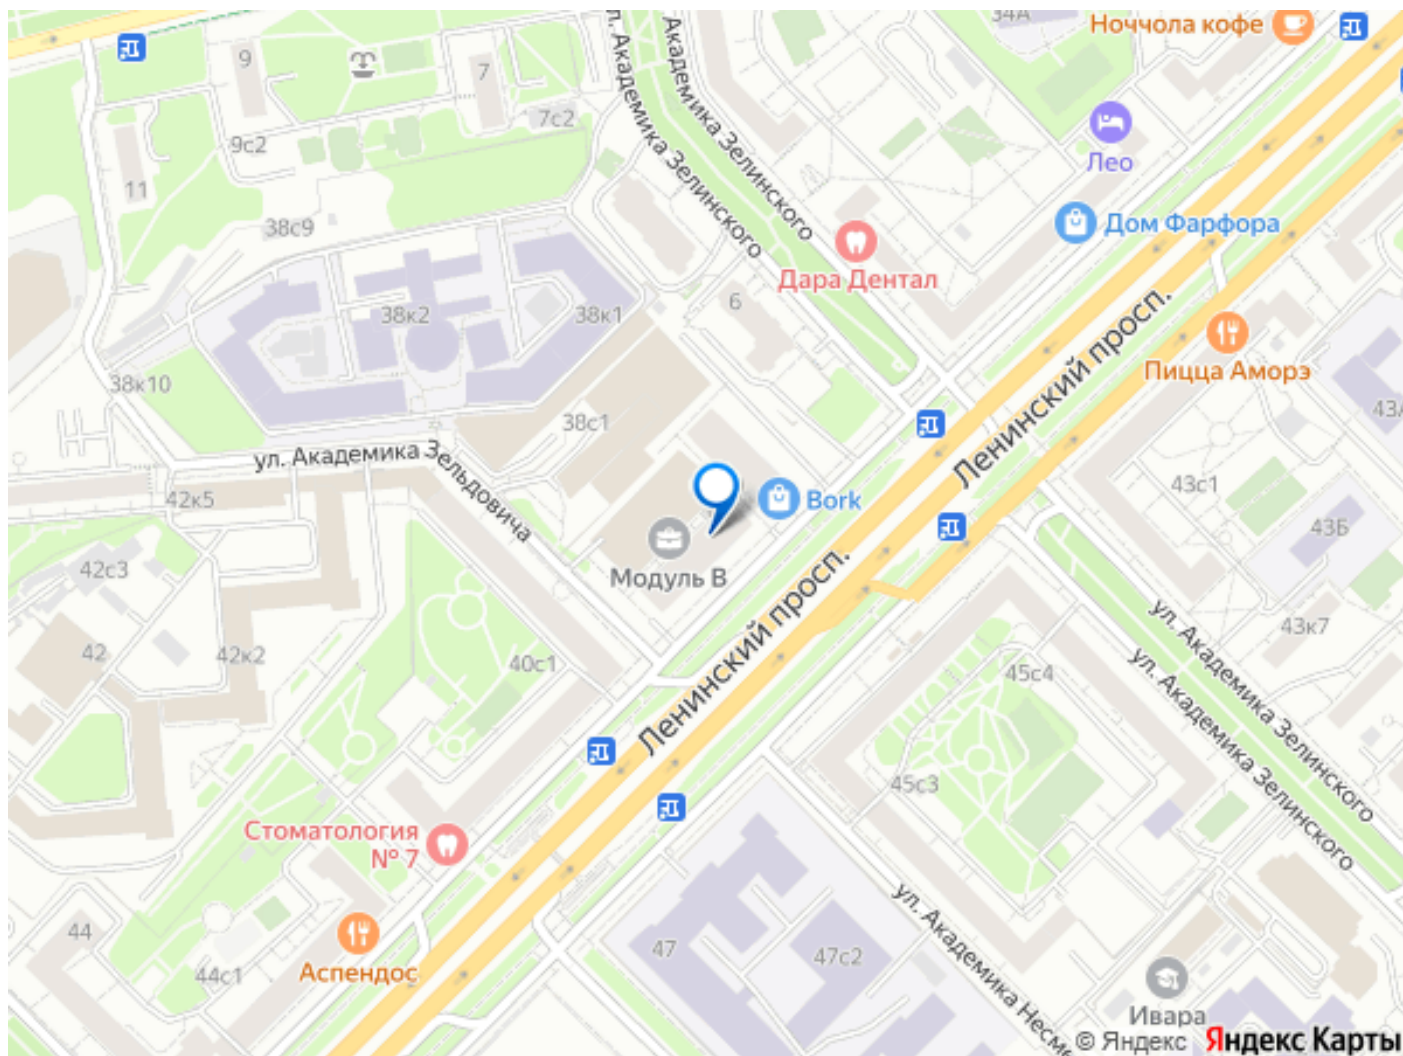 34А
Ноччола кофе
9
7
7с2
9с2
11
38с9
ул. Академика Зелинского
Академика Зелинского
Лео
Дом Фарфора
Дара Дентал
6
38к2
38к1
38к10
38с1
Ленинский просп.
Пицца Аморэ
43А
ул. Академика Зельдовича
42к5
Bork
43с1
43Б
Модуль В
42с3
42
42к2
40с1
Ленинский просп.
45с4
43к7
ул. Академика Зелинского
ул. Академика Зелинского
45с3
Стоматология
№ 7
44
44с1
Аспендос
47
47с2
ул. Академика Несме
Ивара
© Яндекс Яндекс Карты